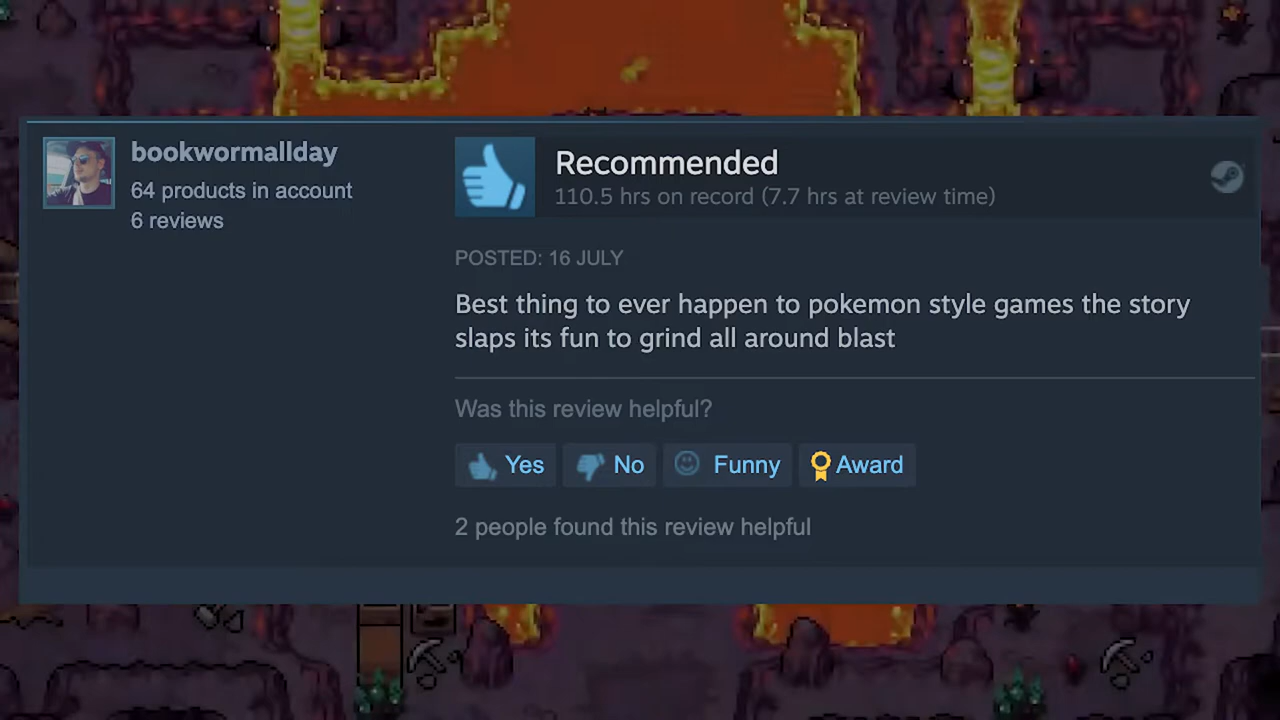 bookwormallday
64 products in account
6 reviews
Recommended
110.5 hrs on record (7.7 hrs at review time)
POSTED: 16 JULY
Best thing to ever happen to pokemon style games the story
slaps its fun to grind all around blast
Was this review helpful?
Yes No Funny Award
2 people found this review helpful